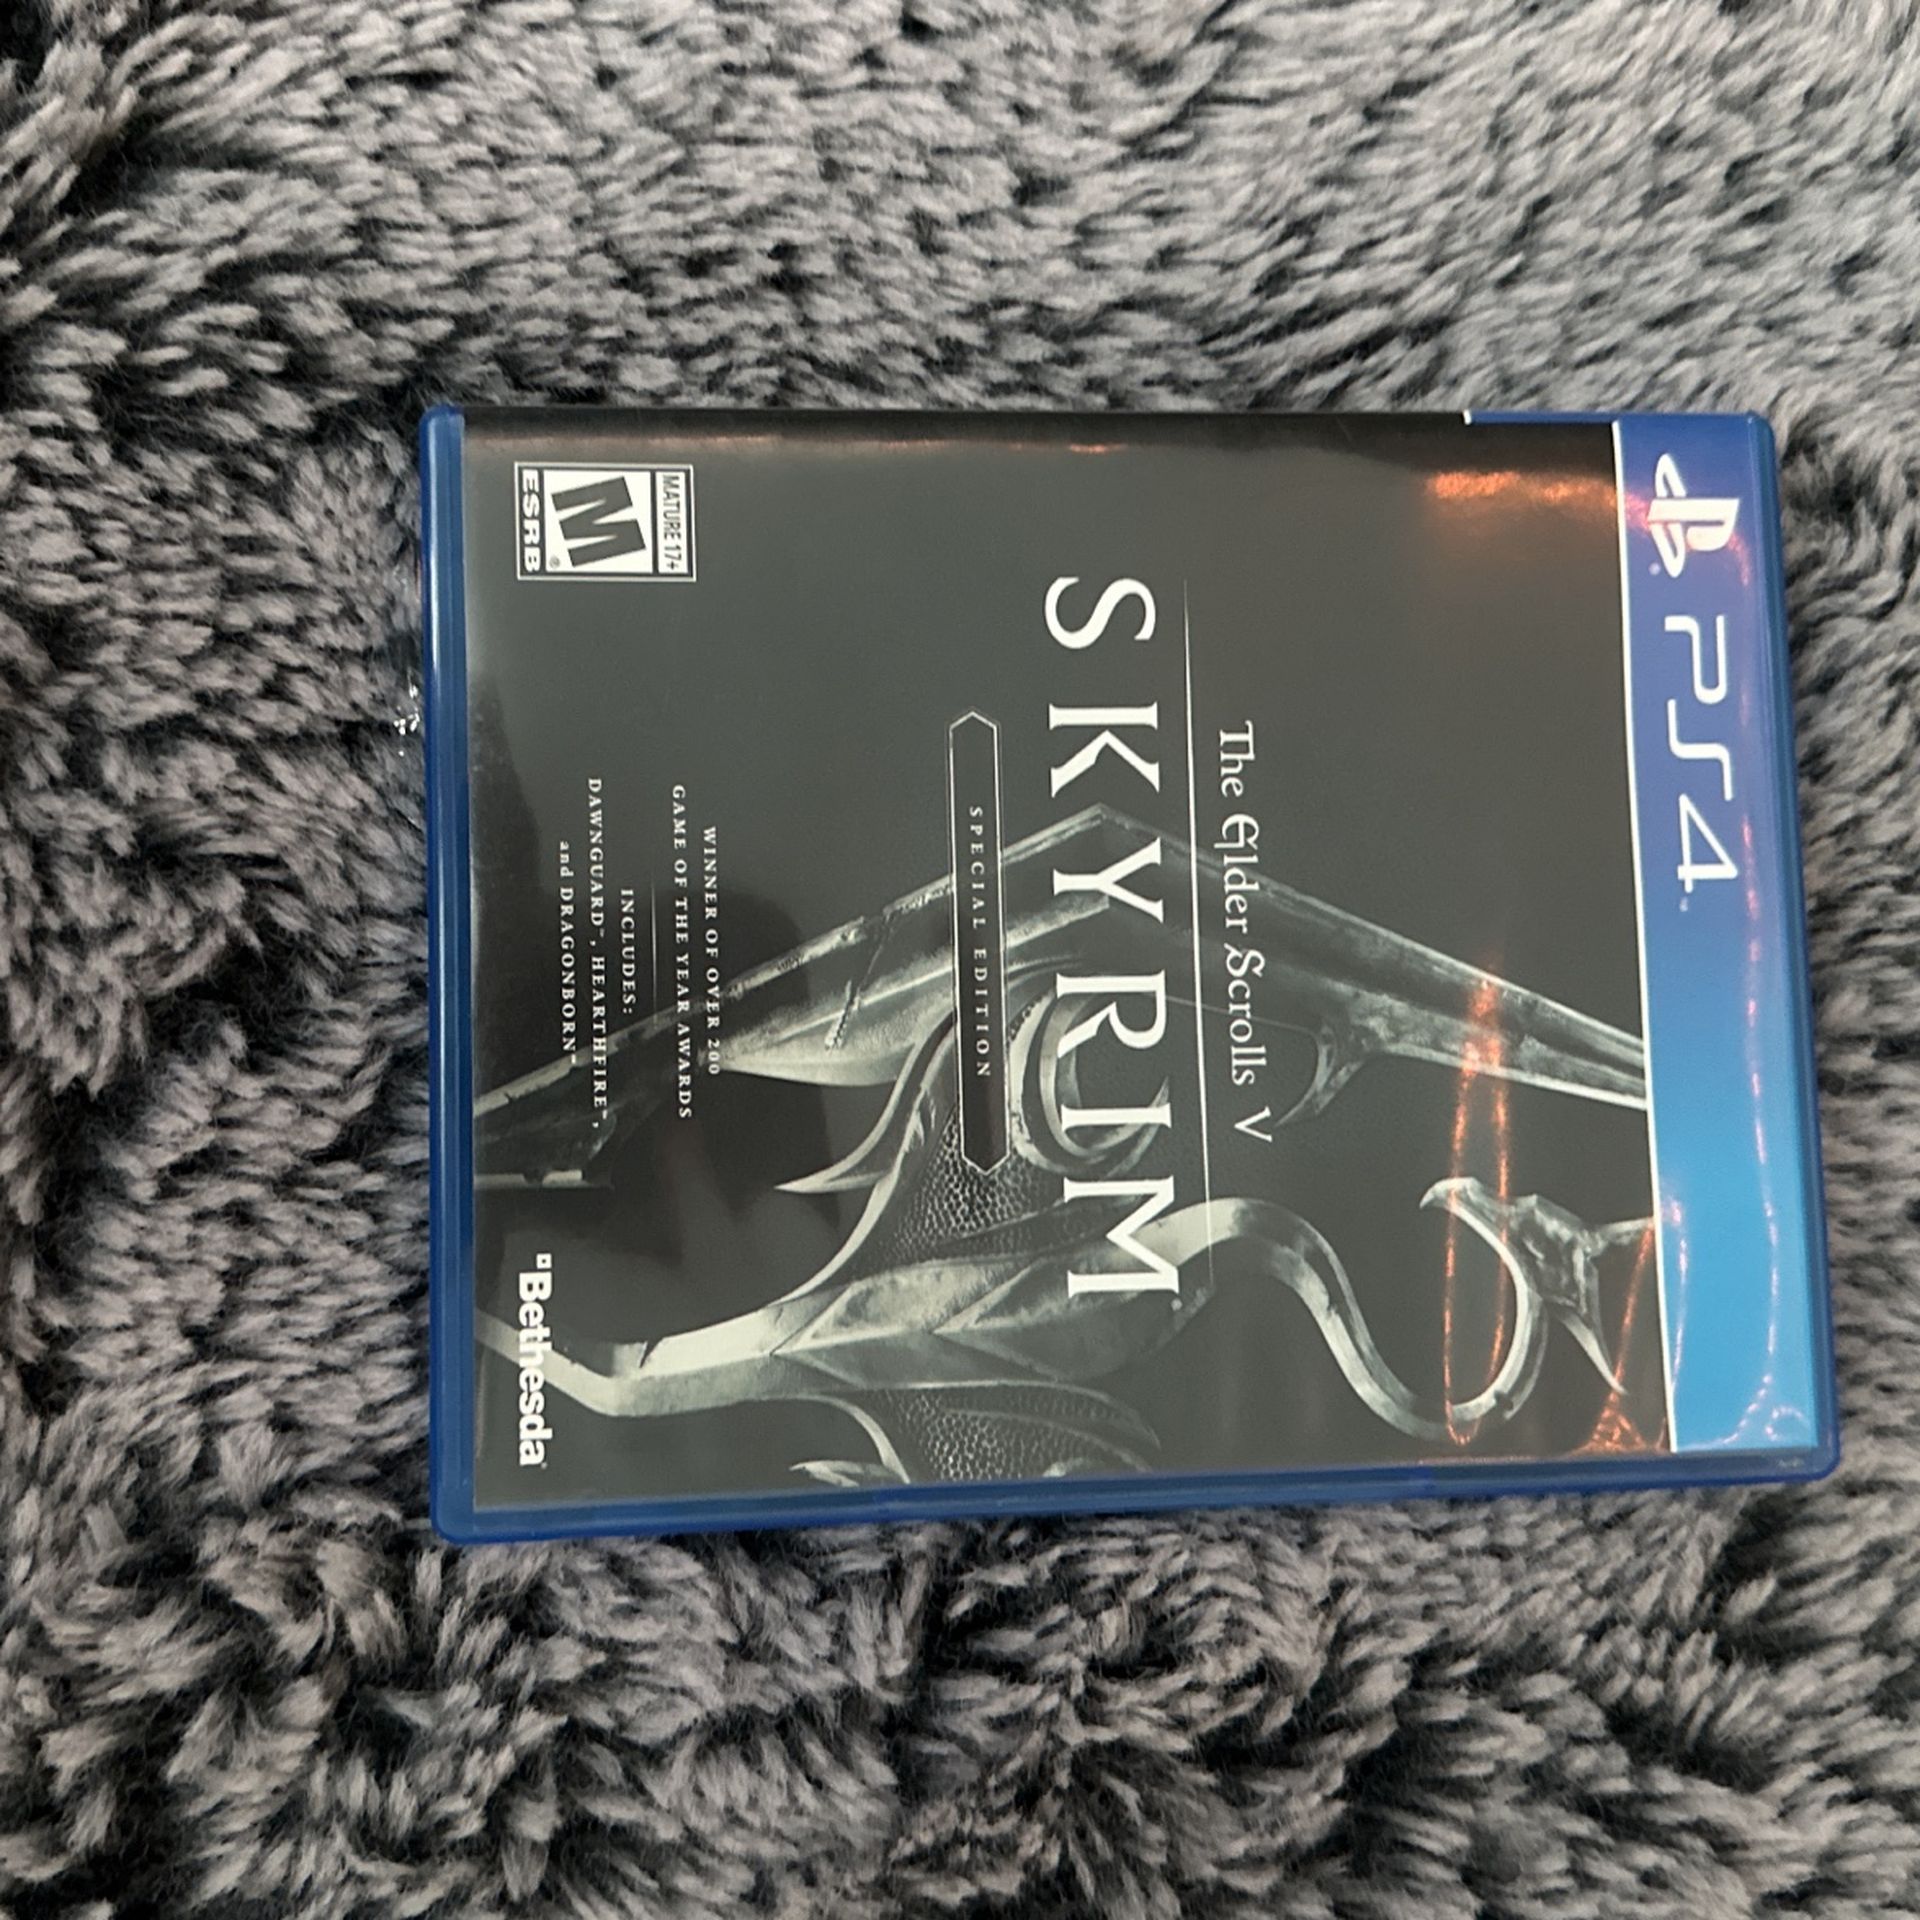 PS4
The Elder Scrolls V
SKYRIM®
SPECIAL EDITION
WINNER OF OVER 200
GAME OF THE YEAR AWARDS
INCLUDES:
DAWNGUARD™, HEARTHFIRE™,
and DRAGONBORN™
MATURE 17+
M®
ESRB
Bethesda®